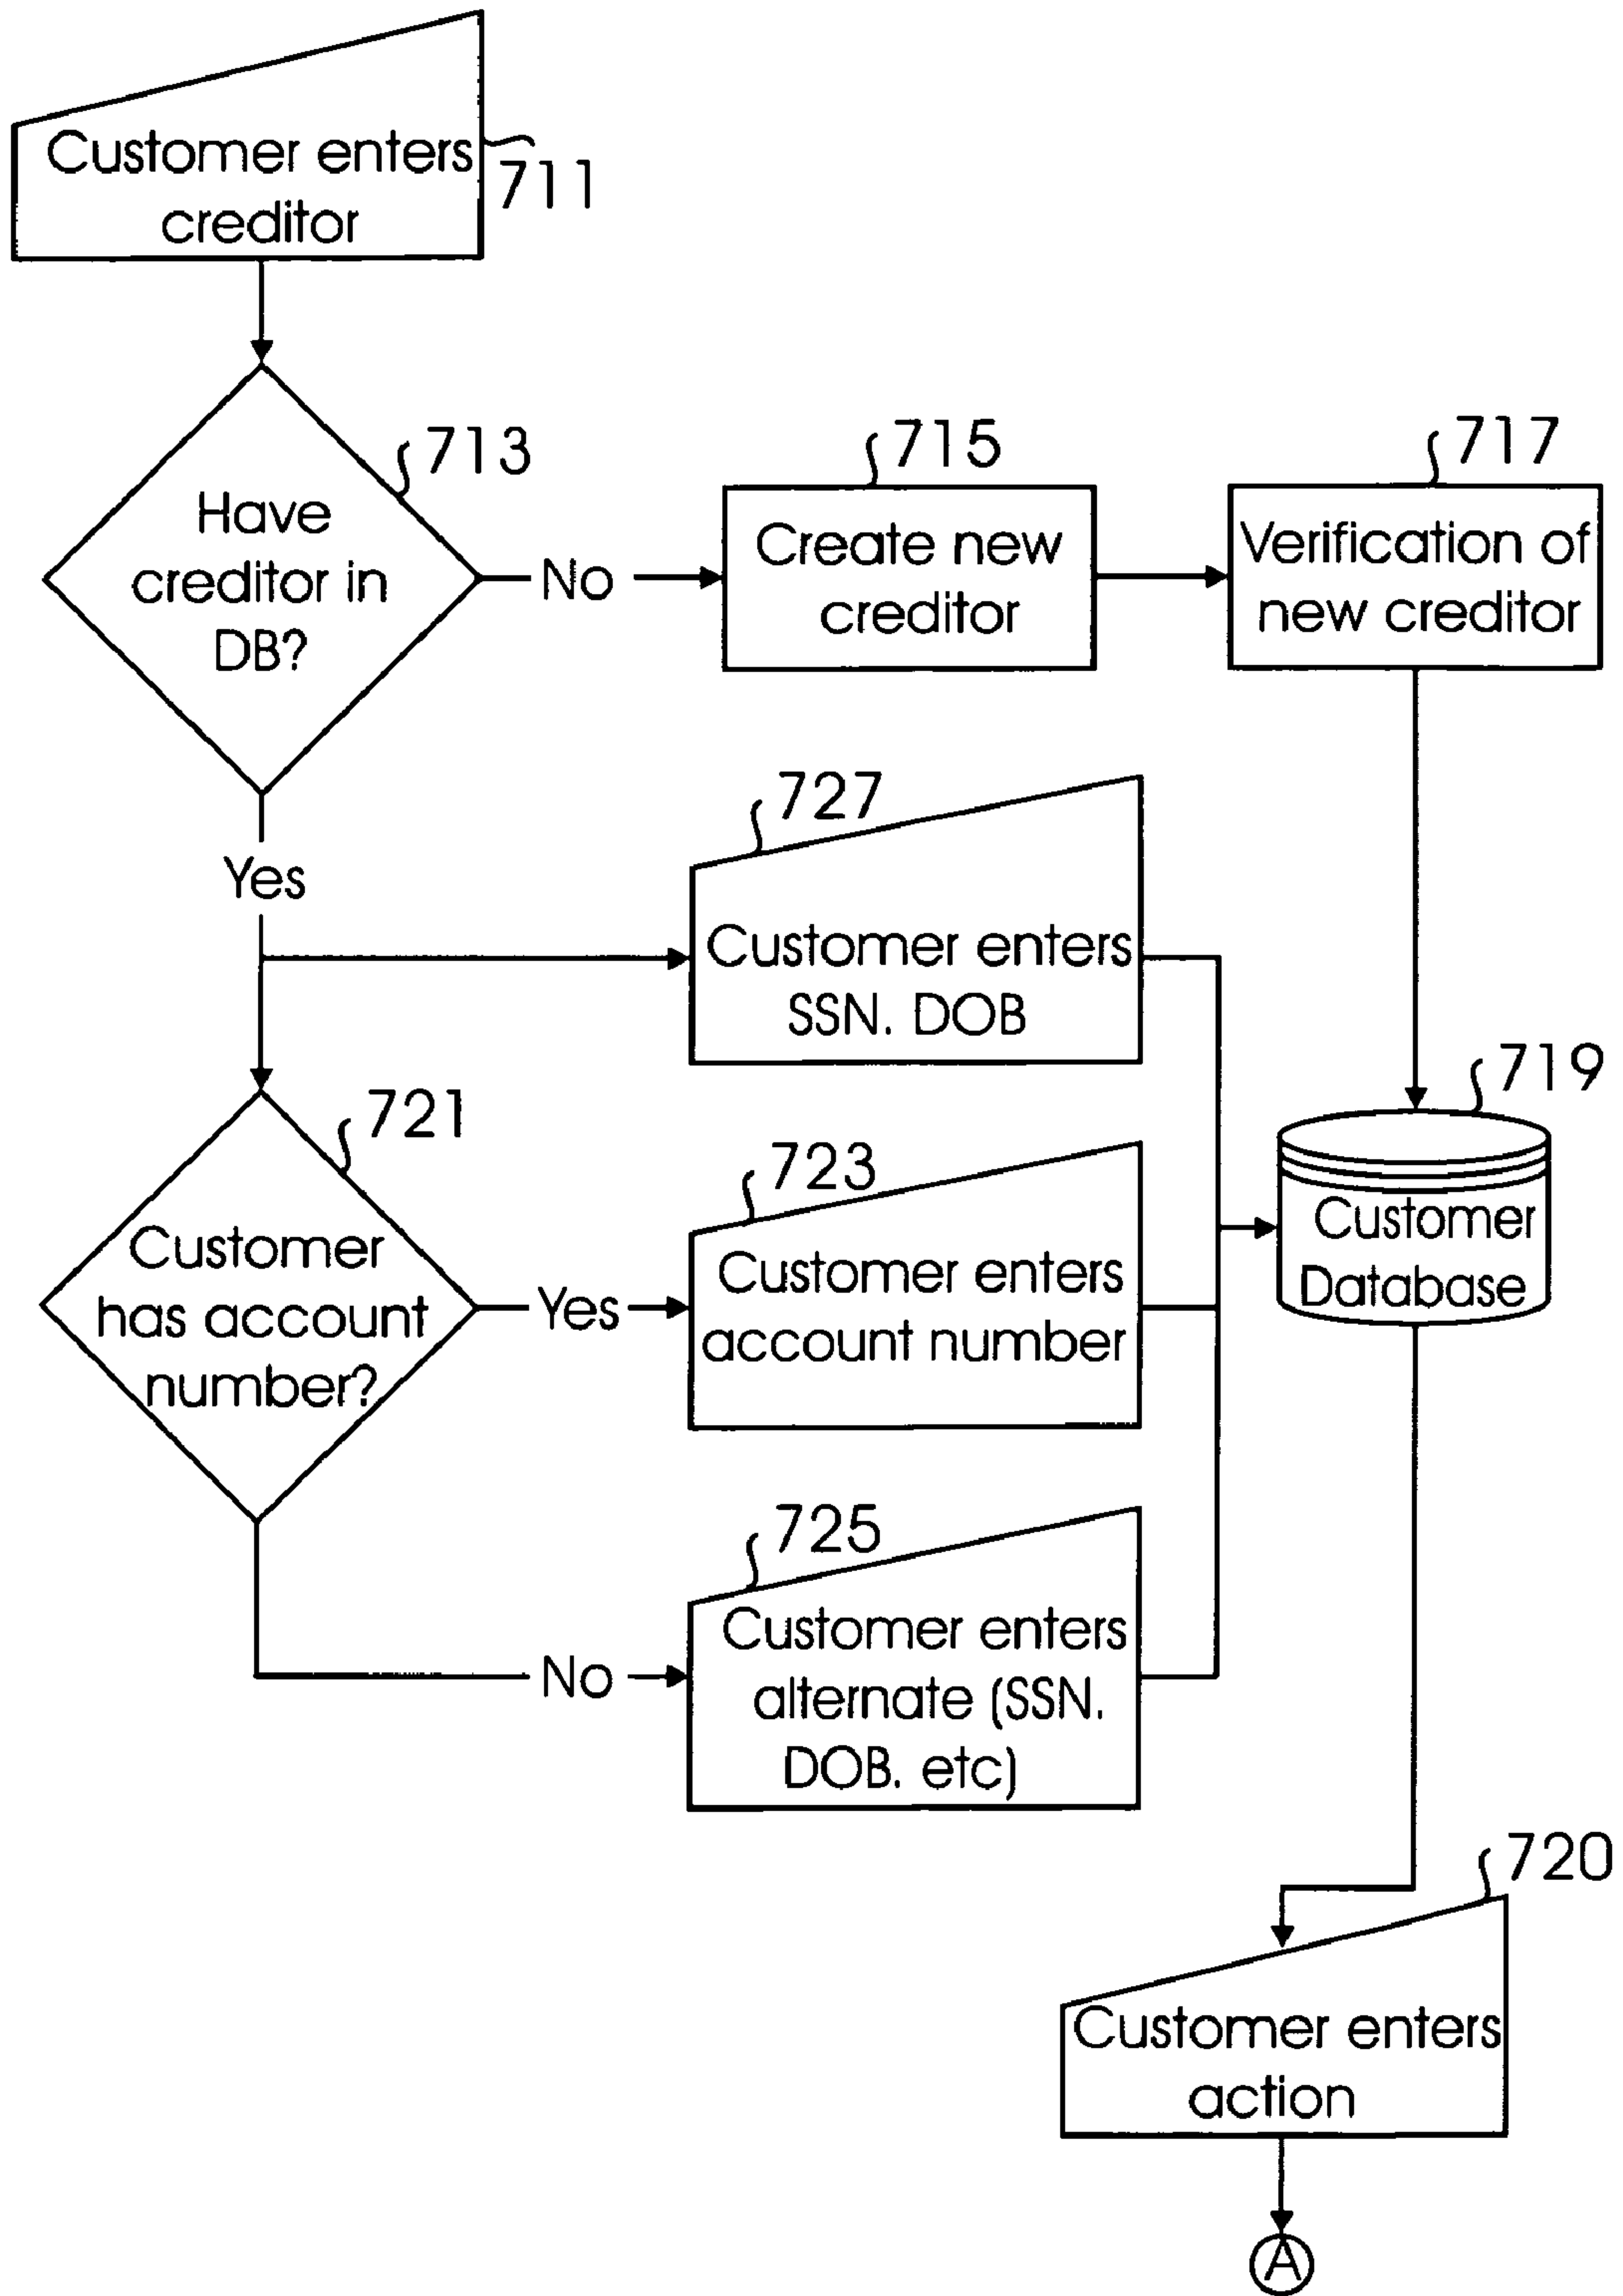 Customer enters
creditor
711
713
Have
creditor in
DB?
No
715
Create new
creditor
717
Verification of
new creditor
Yes
727
Customer enters
SSN. DOB
719
Customer
Database
721
Customer
has account
number?
Yes
723
Customer enters
account number
No
725
Customer enters
alternate (SSN.
DOB. etc)
720
Customer enters
action
A